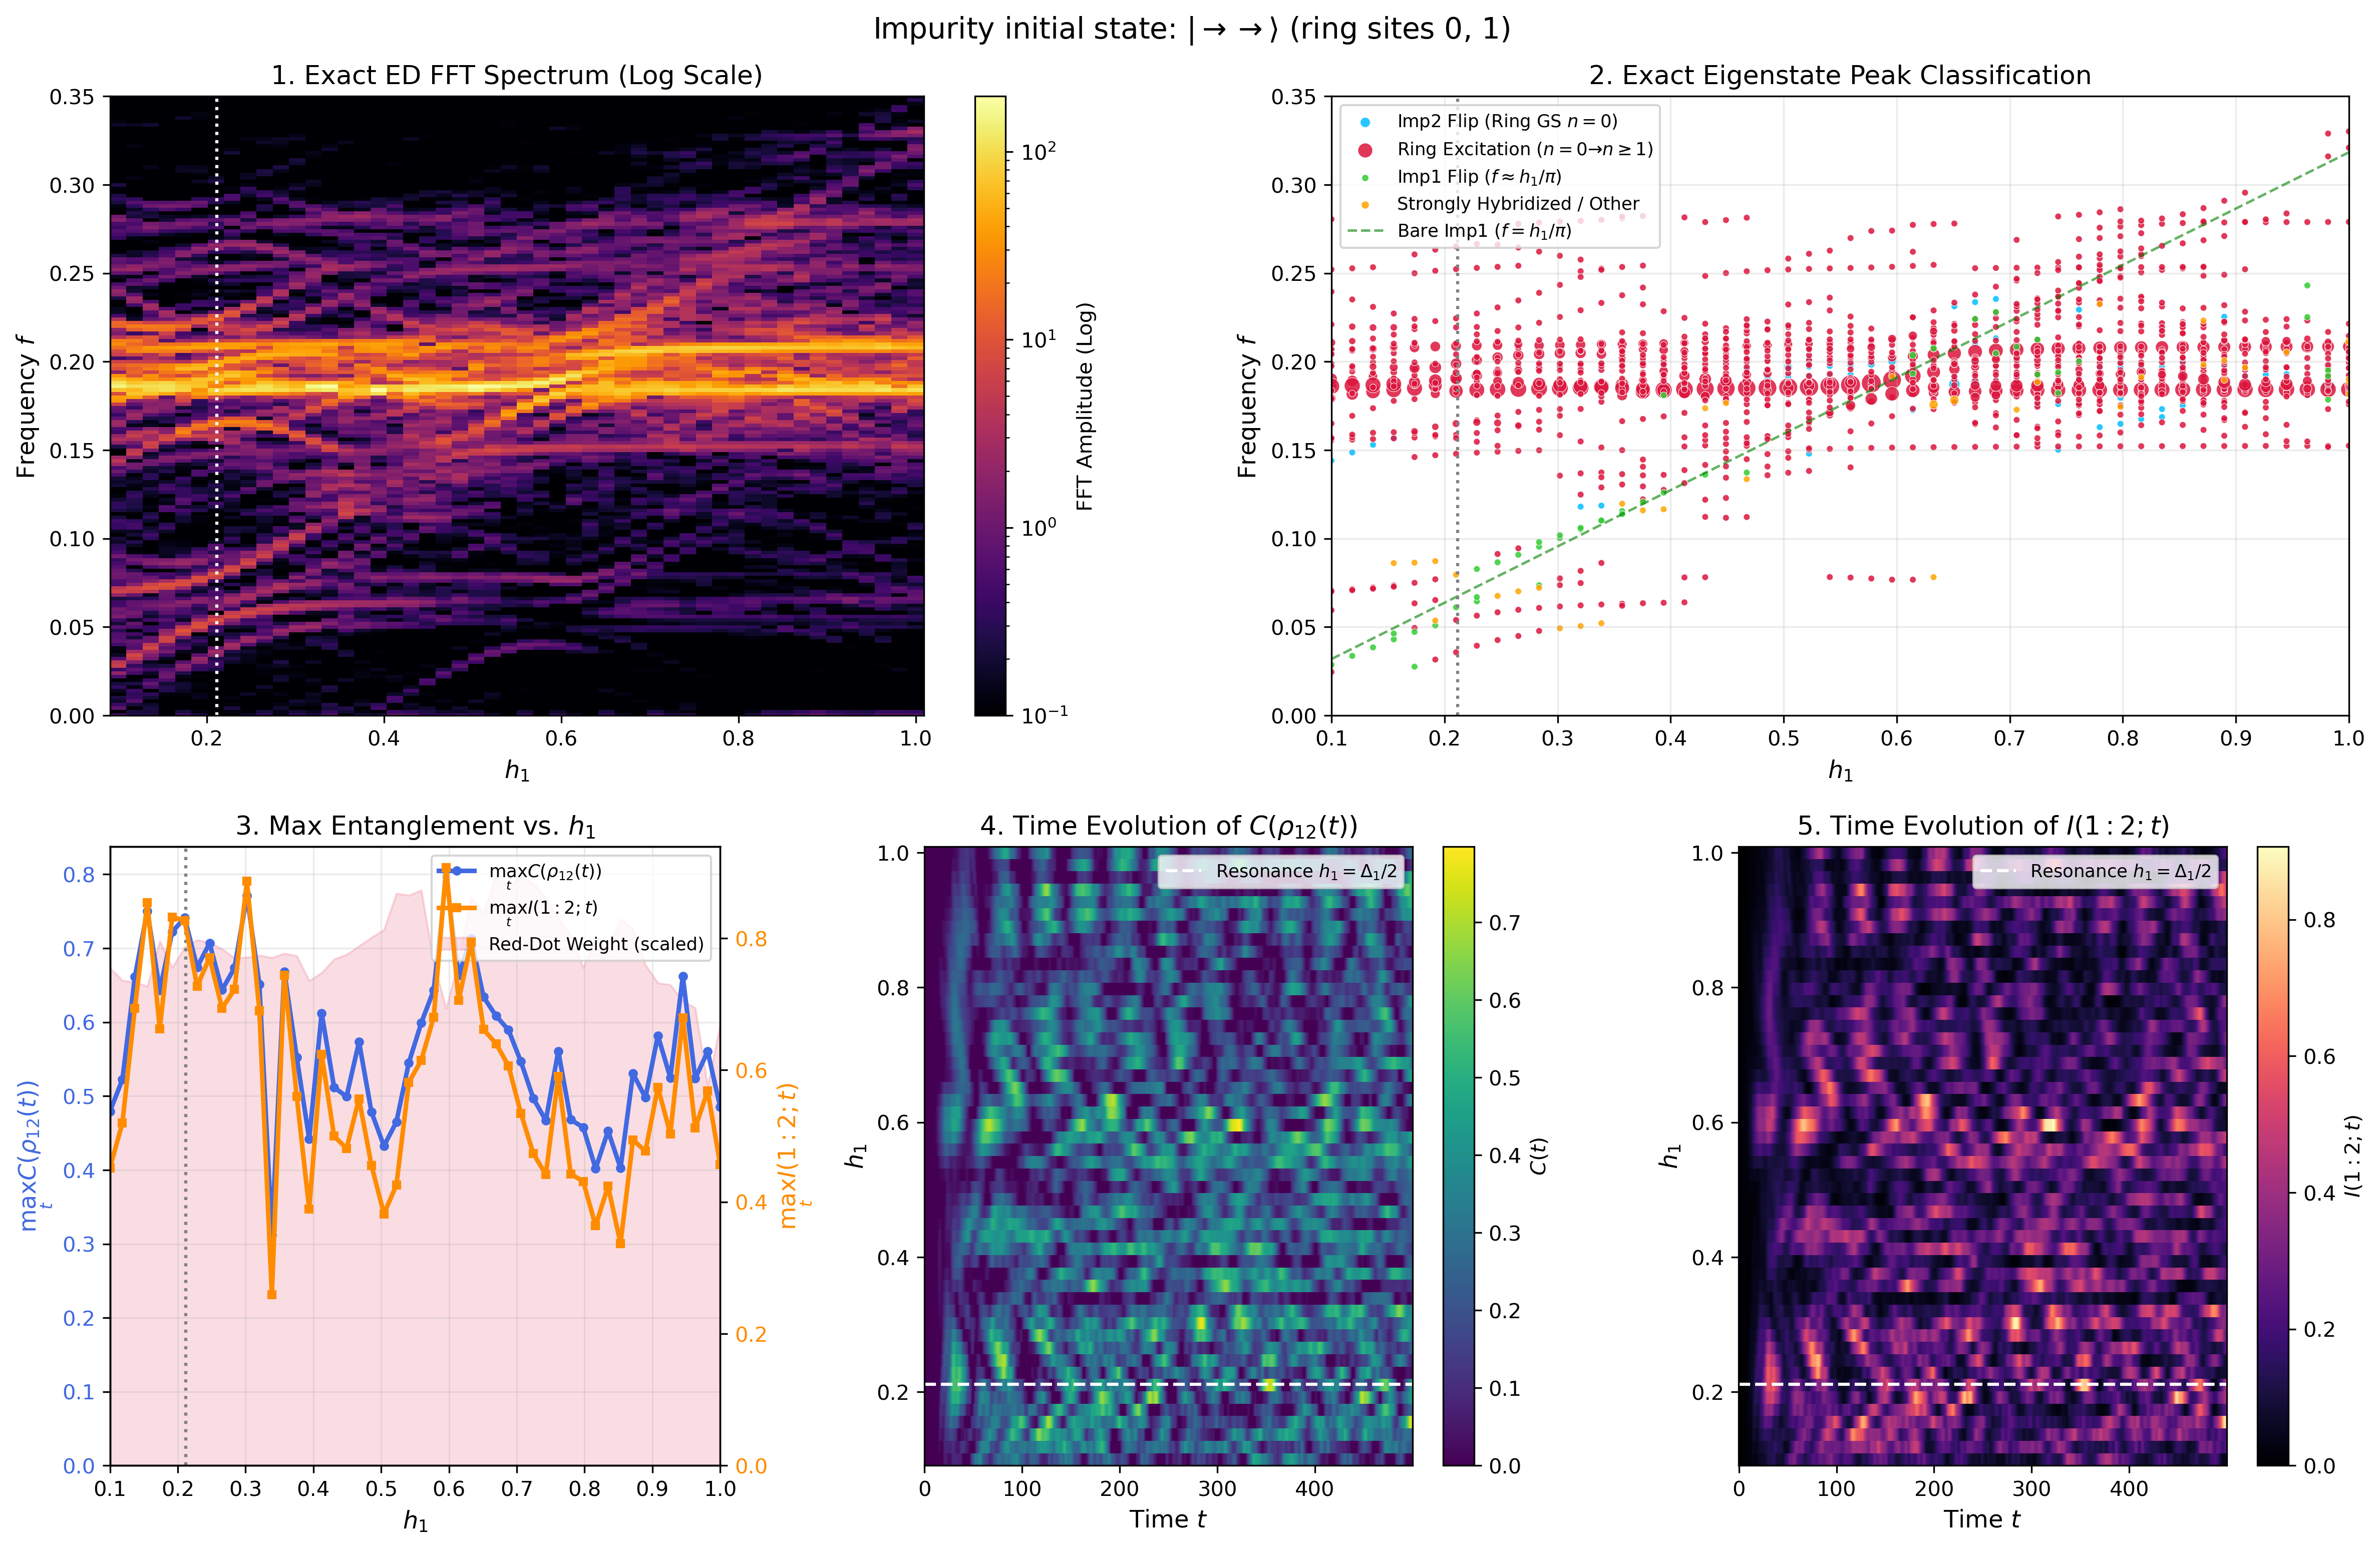 Impurity initial state: |→→⟩ (ring sites 0, 1)
1. Exact ED FFT Spectrum (Log Scale)
0.35
0.30
0.25
0.20
0.15
0.10
0.05
0.00
Frequency f
0.2 0.4 0.6 0.8 1.0
h₁
10²
10¹
10⁰
10⁻¹
FFT Amplitude (Log)
2. Exact Eigenstate Peak Classification
Imp2 Flip (Ring GS n = 0)
Ring Excitation (n = 0→n ≥ 1)
Imp1 Flip (f ≈ h₁/π)
Strongly Hybridized / Other
Bare Imp1 (f = h₁/π)
0.35
0.30
0.25
0.20
0.15
0.10
0.05
0.00
Frequency f
0.1 0.2 0.3 0.4 0.5 0.6 0.7 0.8 0.9 1.0
h₁
3. Max Entanglement vs. h₁
max C(ρ₁₂(t))
t
max I(1 : 2; t)
t
Red-Dot Weight (scaled)
0.8
0.7
0.6
0.5
0.4
0.3
0.2
0.1
0.0
max C(ρ₁₂(t))
t
0.1 0.2 0.3 0.4 0.5 0.6 0.7 0.8 0.9 1.0
h₁
0.8
0.6
0.4
0.2
0.0
max I(1 : 2; t)
t
4. Time Evolution of C(ρ₁₂(t))
Resonance h₁ = Δ₁/2
1.0
0.8
0.6
0.4
0.2
h₁
0 100 200 300 400
Time t
0.7
0.6
0.5
0.4
0.3
0.2
0.1
0.0
C(t)
5. Time Evolution of I(1 : 2; t)
Resonance h₁ = Δ₁/2
1.0
0.8
0.6
0.4
0.2
h₁
0 100 200 300 400
Time t
0.8
0.6
0.4
0.2
0.0
I(1 : 2; t)